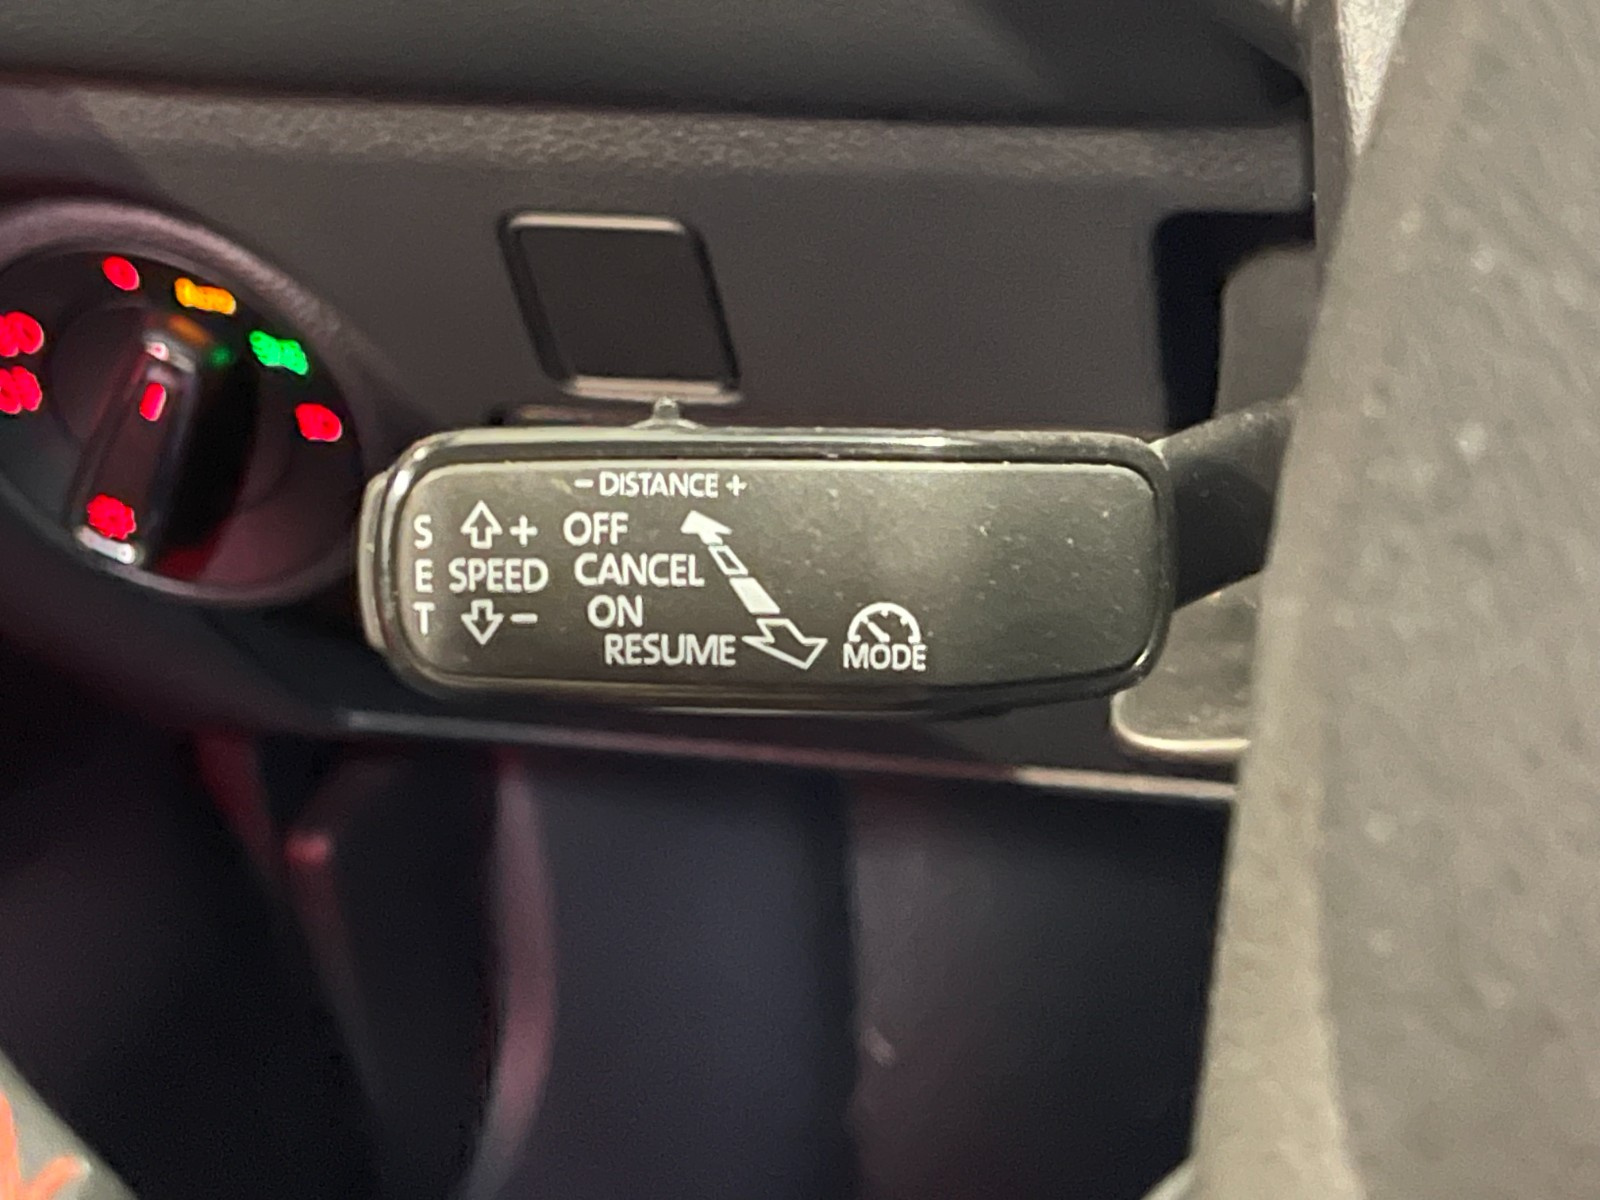 - DISTANCE +
S
E
T
+
SPEED
-
OFF
CANCEL
ON
RESUME
MODE